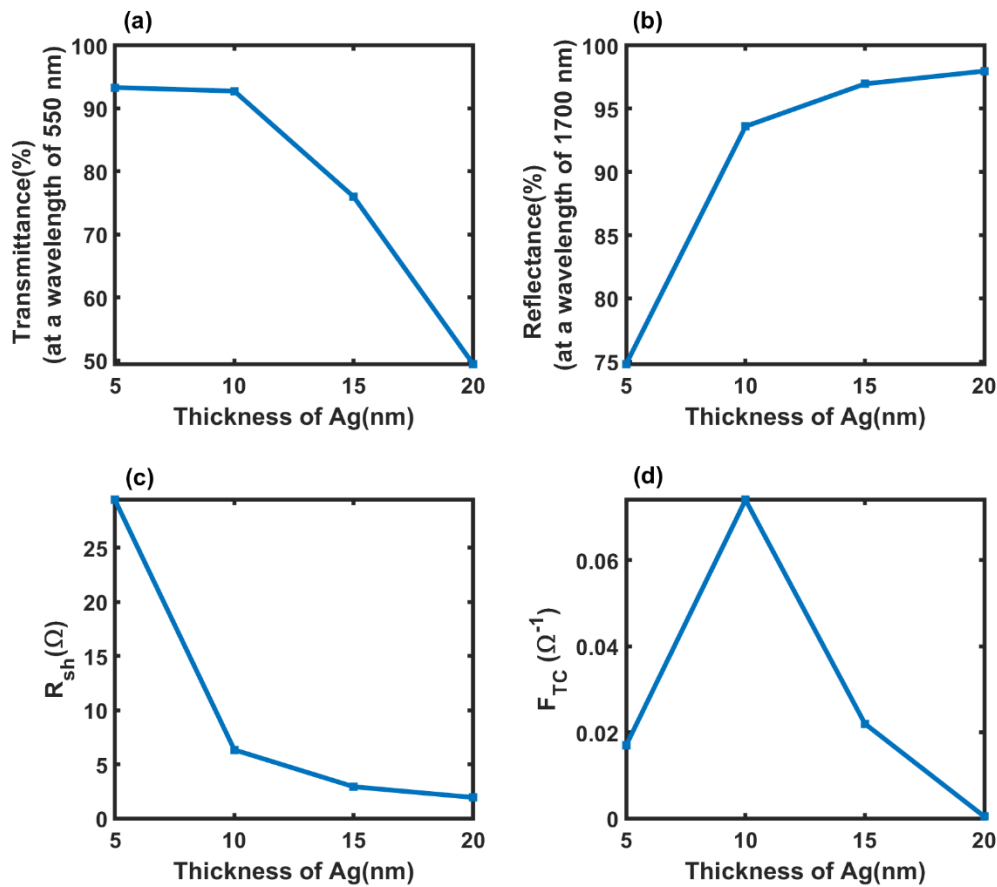 (a)
100
90
80
70
60
50
5
10
15
20
Transmittance(%)
(at a wavelength of 550 nm)
Thickness of Ag(nm)
(b)
100
95
90
85
80
75
5
10
15
20
Reflectance(%)
(at a wavelength of 1700 nm)
Thickness of Ag(nm)
(c)
25
20
15
10
5
0
5
10
15
20
R_sh(Ω)
Thickness of Ag(nm)
(d)
0.06
0.04
0.02
0
5
10
15
20
F_TC (Ω⁻¹)
Thickness of Ag(nm)